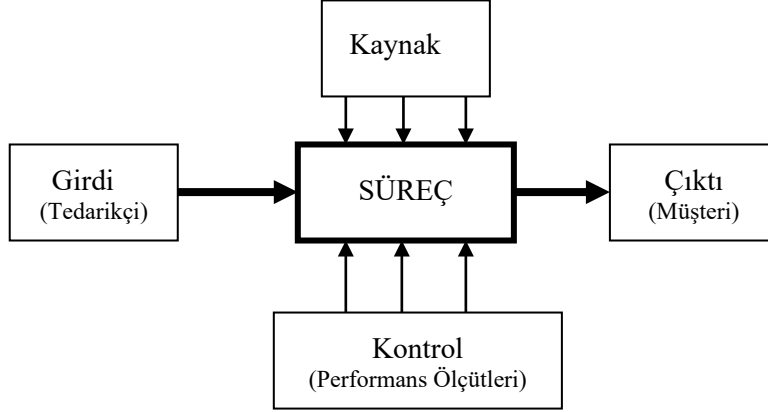 Kaynak
Girdi
(Tedarikçi)
SÜREÇ
Çıktı
(Müşteri)
Kontrol
(Performans Ölçütleri)